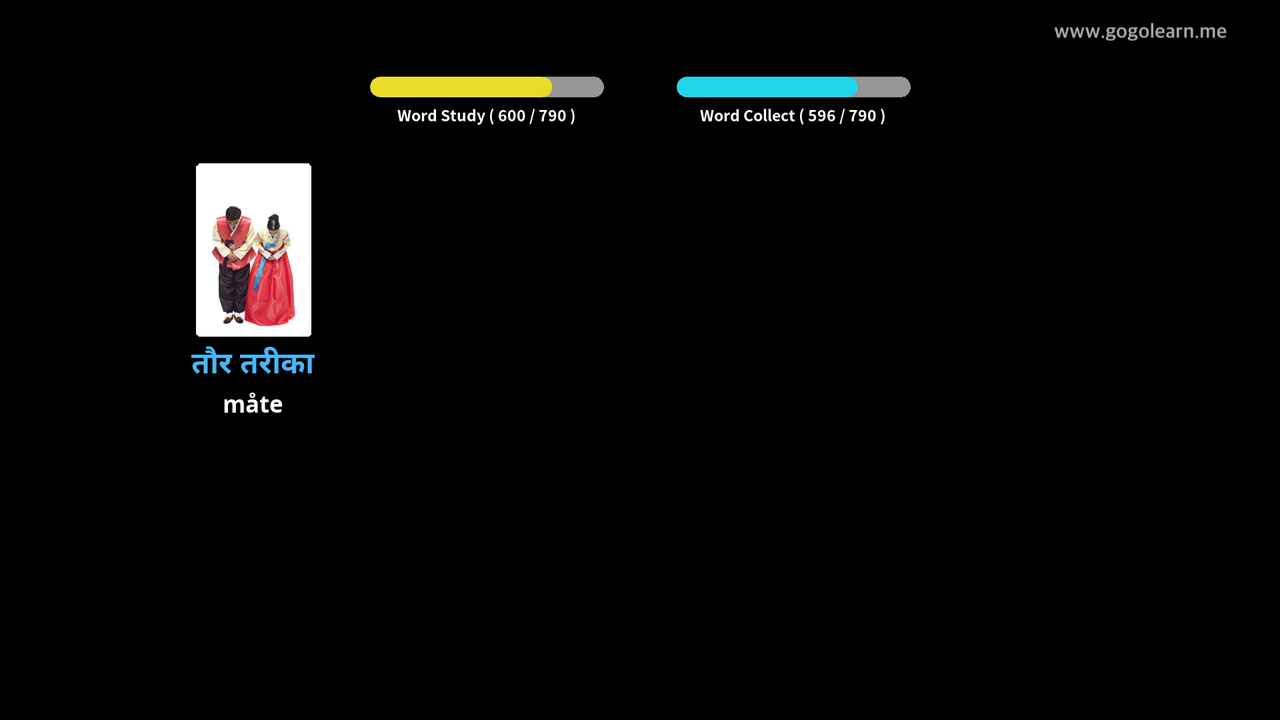 www.gogolearn.me
Word Study ( 600 / 790 )
Word Collect ( 596 / 790 )
तौर तरीका
måte